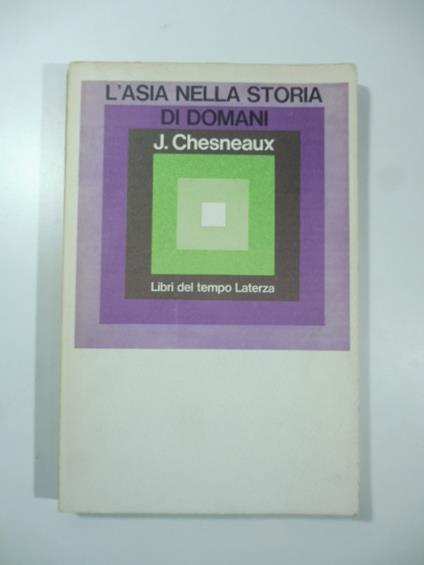 L'ASIA NELLA STORIA
DI DOMANI
J. Chesneaux
Libri del tempo Laterza